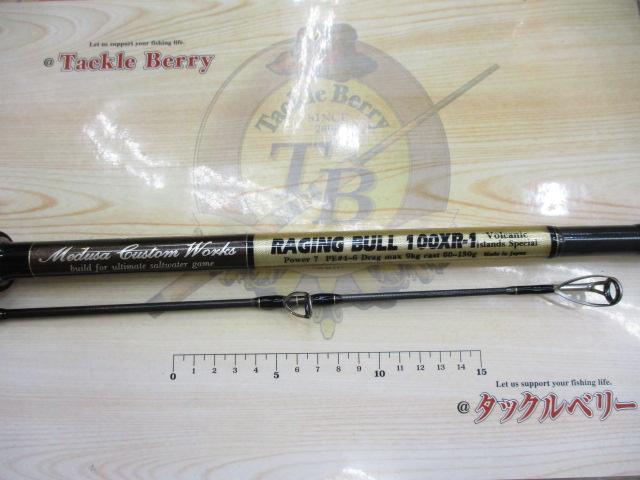 Let us support your fishing life.
@ Tackle Berry
Tackle Berry
SINCE
TB
Medusa Custom Works
build for ultimate saltwater game
RAGING BULL 100XR-1 Volcanic
Islands Special
Power 7 PE#4-6 Drag max 9kg cast 60-150g Made in Japan
0 1 2 3 4 5 6 7 8 9 10 11 12 13 14 15
Let us support your fishing life.
@ タックルベリー